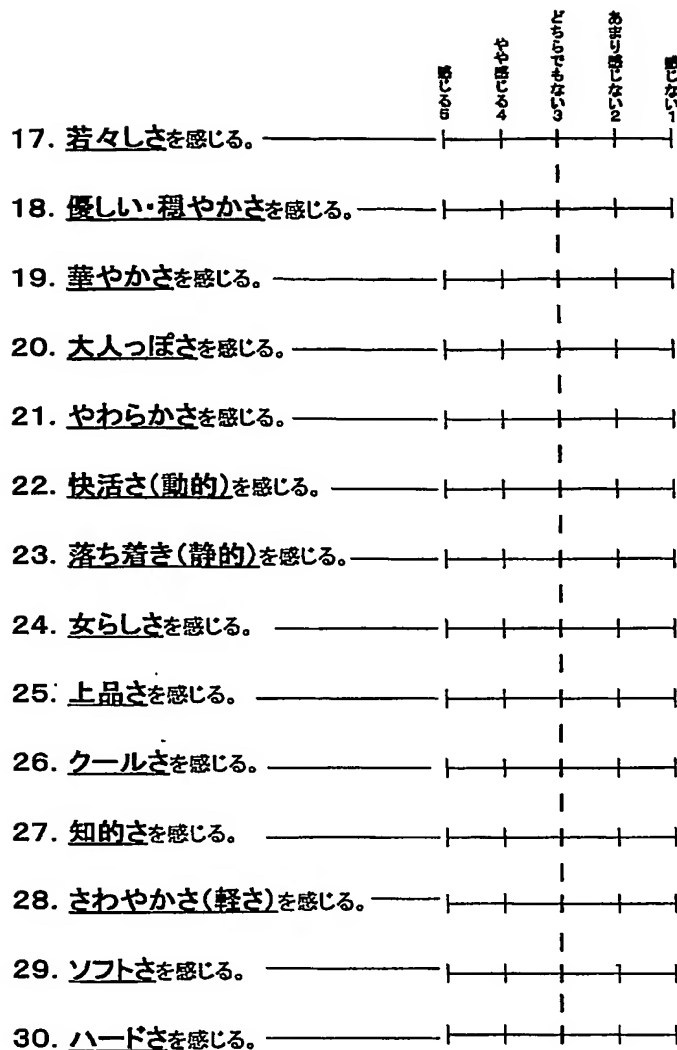 感じる5
やや感じる4
どちらでもない3
あまり感じない2
感じない1
17. 若々しさを感じる。
18. 優しい・穏やかさを感じる。
19. 華やかさを感じる。
20. 大人っぽさを感じる。
21. やわらかさを感じる。
22. 快活さ(動的)を感じる。
23. 落ち着き(静的)を感じる。
24. 女らしさを感じる。
25. 上品さを感じる。
26. クールさを感じる。
27. 知的さを感じる。
28. さわやかさ(軽さ)を感じる。
29. ソフトさを感じる。
30. ハードさを感じる。